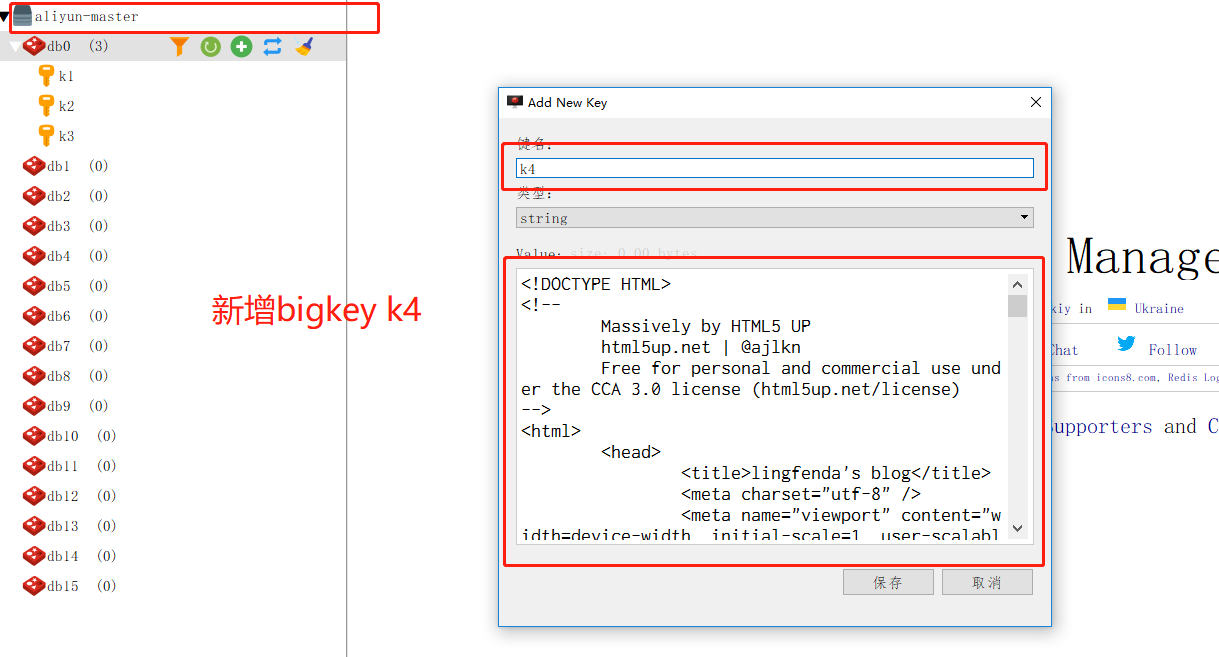 aliyun-master
db0 (3)
k1
k2
k3
db1 (0)
db2 (0)
db3 (0)
db4 (0)
db5 (0)
db6 (0)
db7 (0)
db8 (0)
db9 (0)
db10 (0)
db11 (0)
db12 (0)
db13 (0)
db14 (0)
db15 (0)
新增bigkey k4
Add New Key
键名:
k4
类型:
string
Value: size: 0.00 bytes
<!DOCTYPE HTML>
<!--
Massively by HTML5 UP
html5up.net | @ajlkn
Free for personal and commercial use und
er the CCA 3.0 license (html5up.net/license)
-->
<html>
<head>
<title>lingfenda's blog</title>
<meta charset="utf-8" />
<meta name="viewport" content="w
idth=device-width, initial-scale=1, user-scalabl
保存
取消
Manage
kiy in Ukraine
Chat
Follow
ns from icons8.com, Redis Log
Supporters and C